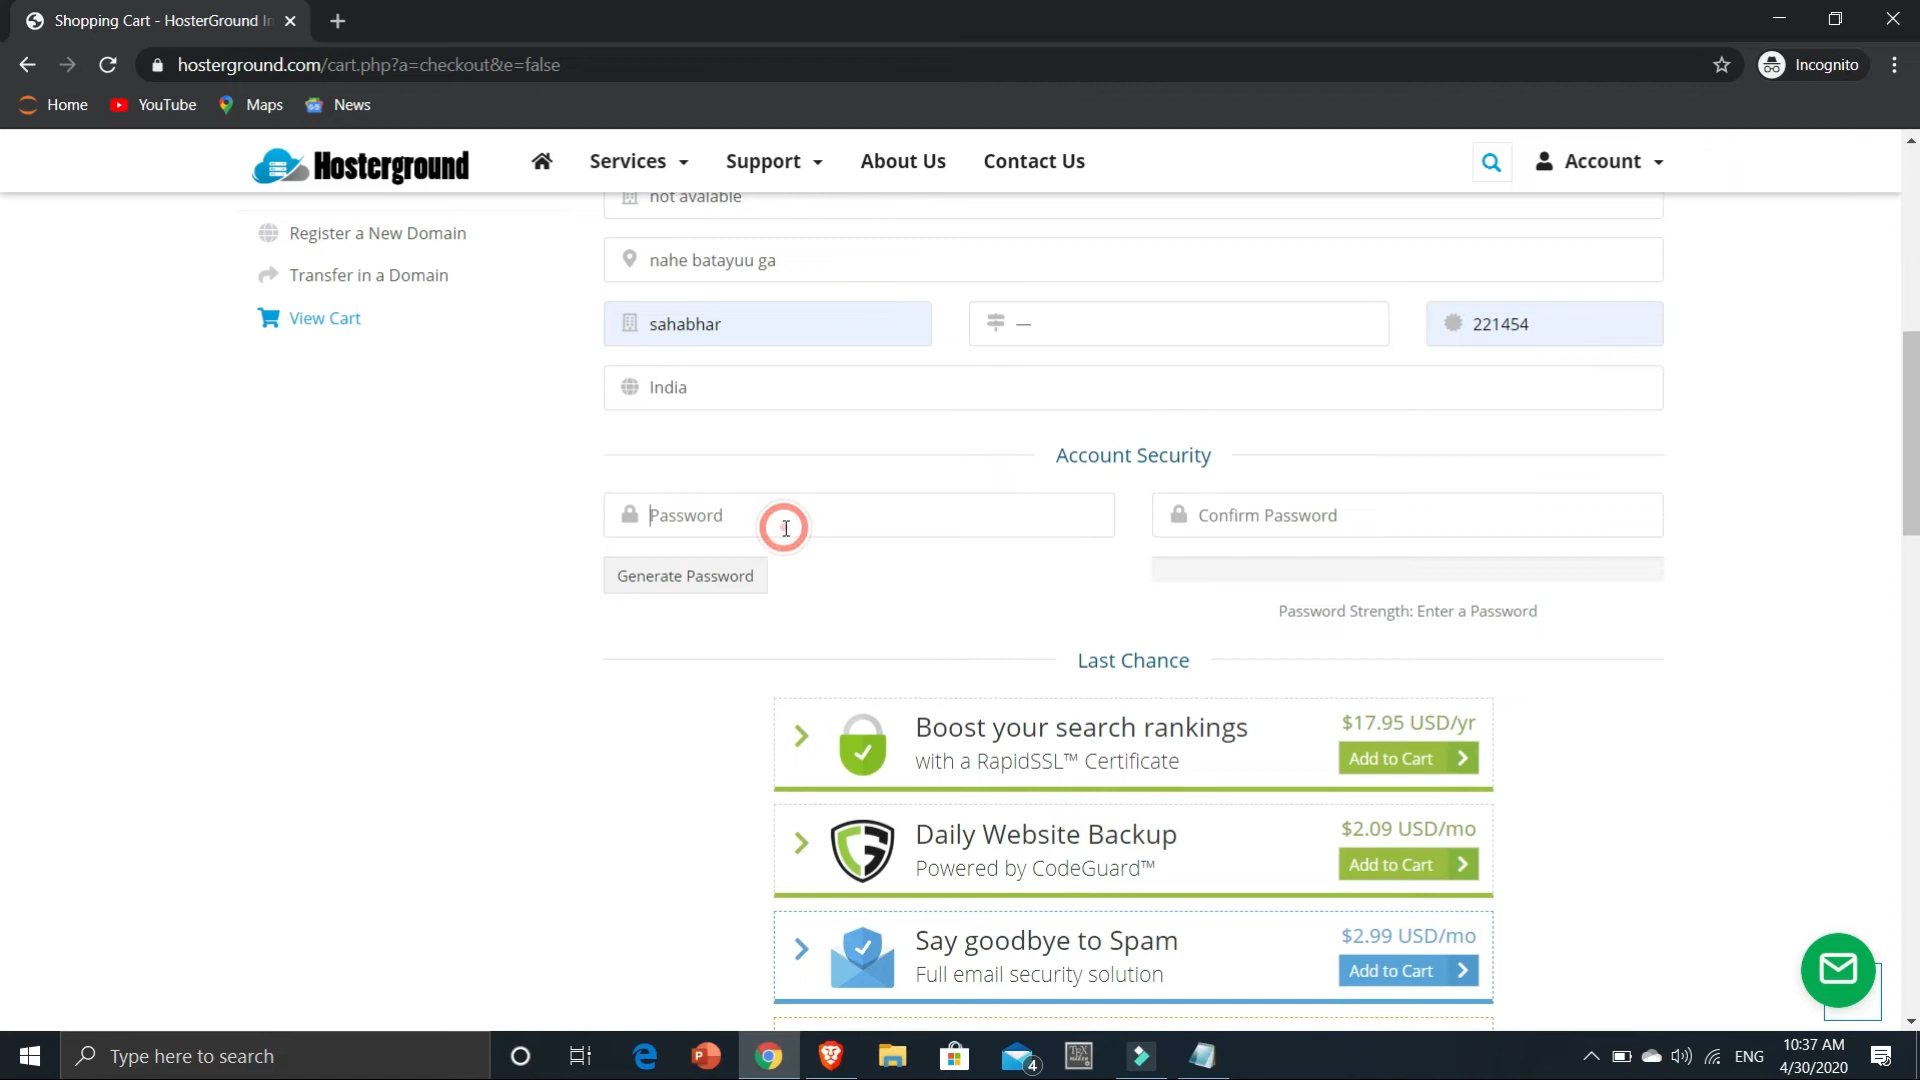 Shopping Cart - HosterGround In
hosterground.com/cart.php?a=checkout&e=false
Incognito
Home
YouTube
Maps
News
Hosterground
Services
Support
About Us
Contact Us
Account
not avalable
Register a New Domain
nahe batayuu ga
Transfer in a Domain
View Cart
sahabhar
—
221454
India
Account Security
Password
Confirm Password
Generate Password
Password Strength: Enter a Password
Last Chance
Boost your search rankings
$17.95 USD/yr
with a RapidSSL™ Certificate
Add to Cart
Daily Website Backup
$2.09 USD/mo
Powered by CodeGuard™
Add to Cart
Say goodbye to Spam
$2.99 USD/mo
Full email security solution
Add to Cart
Type here to search
4
TEX
MAKER
ENG
10:37 AM
4/30/2020